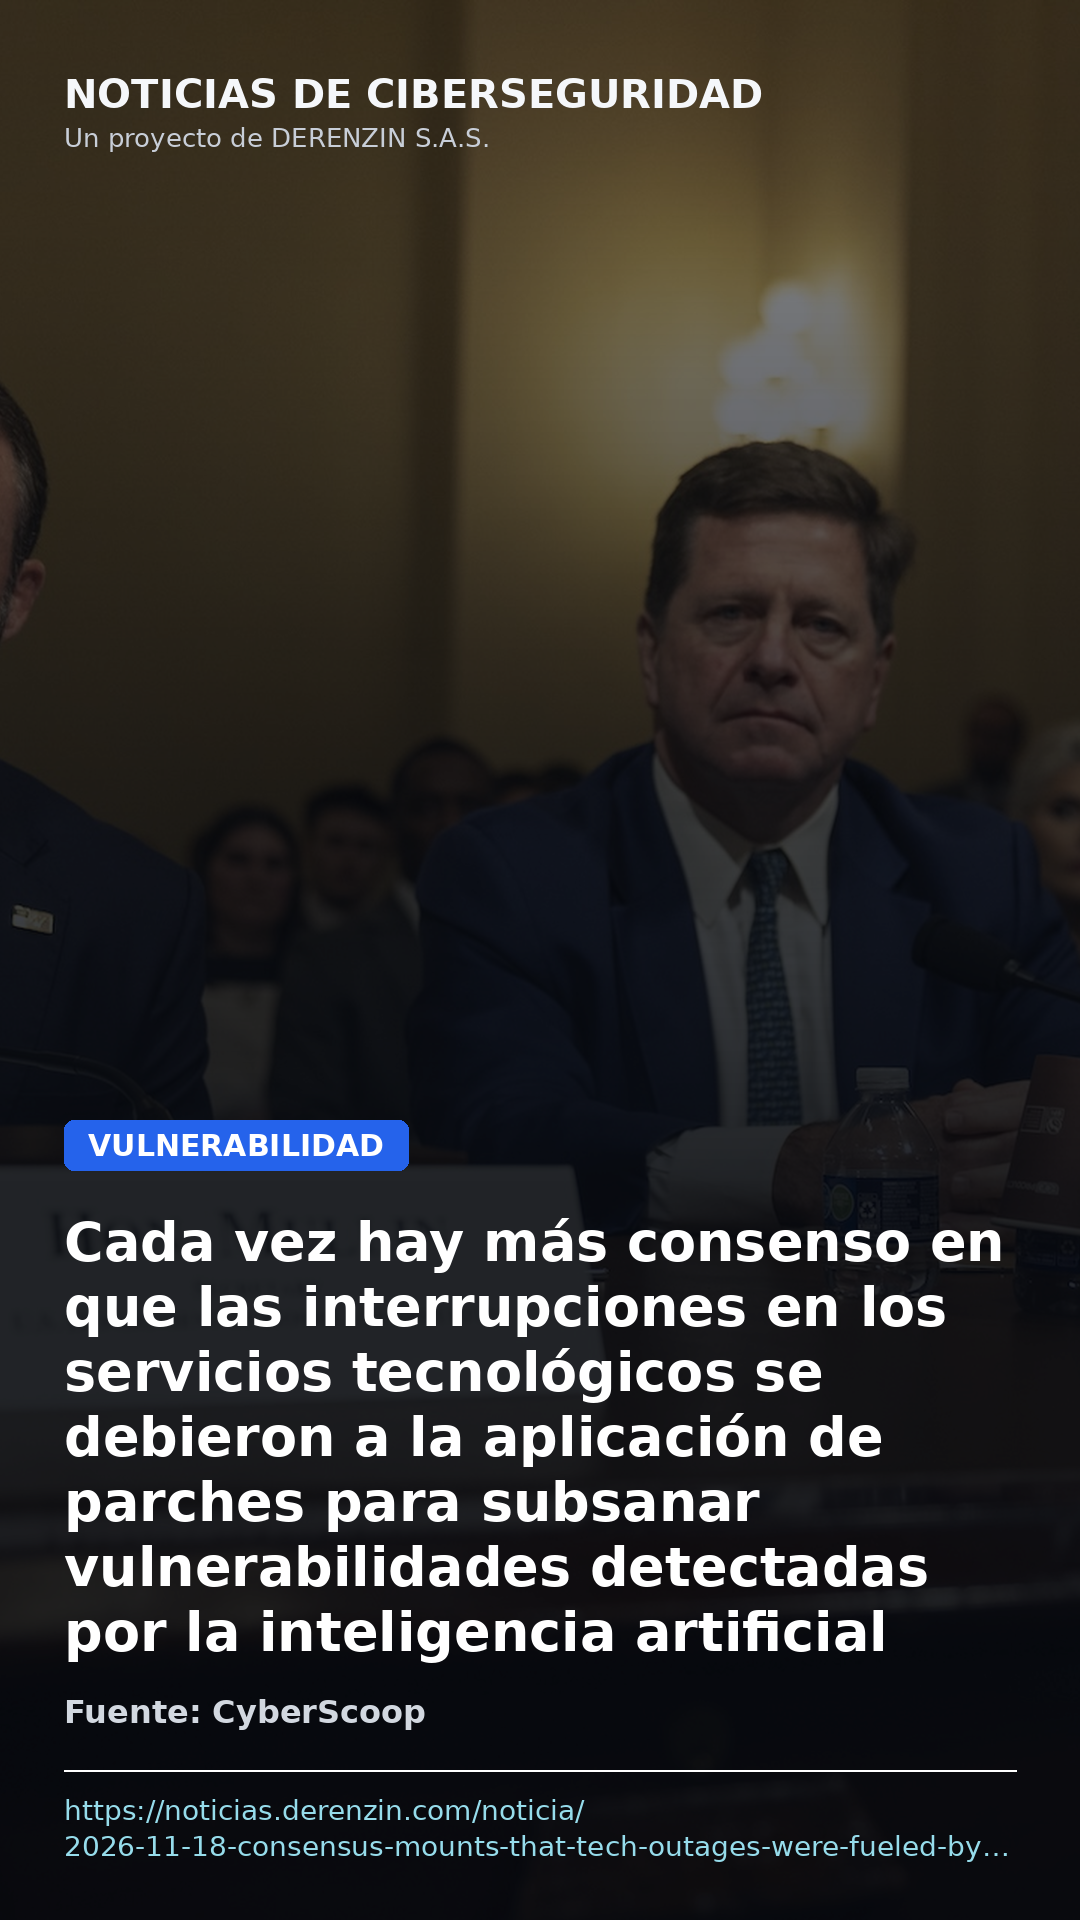 NOTICIAS DE CIBERSEGURIDAD
Un proyecto de DERENZIN S.A.S.
VULNERABILIDAD
Cada vez hay más consenso en
que las interrupciones en los
servicios tecnológicos se
debieron a la aplicación de
parches para subsanar
vulnerabilidades detectadas
por la inteligencia artificial
Fuente: CyberScoop
https://noticias.derenzin.com/noticia/
2026-11-18-consensus-mounts-that-tech-outages-were-fueled-by…